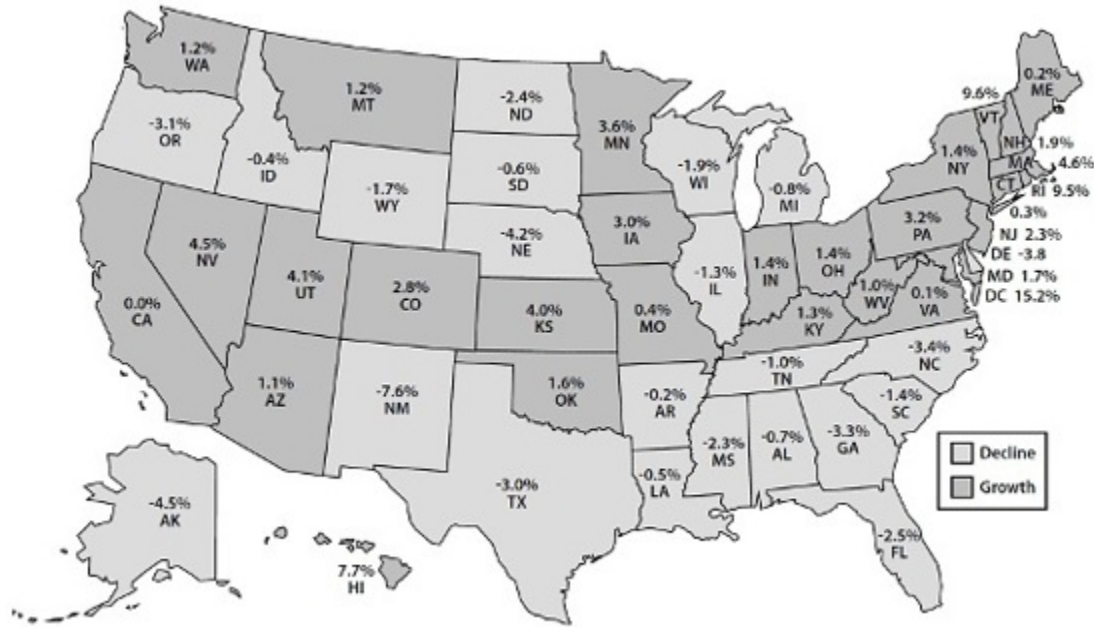 1.2%
WA
-3.1%
OR
-0.4%
ID
1.2%
MT
-1.7%
WY
-2.4%
ND
-0.6%
SD
-4.2%
NE
3.6%
MN
3.0%
IA
-1.9%
WI
-0.8%
MI
-1.3%
IL
1.4%
IN
1.4%
OH
3.2%
PA
1.4%
NY
9.6%
VT
0.2%
ME
NH
1.9%
MA
4.6%
CT
RI 9.5%
0.3%
NJ 2.3%
DE -3.8
MD 1.7%
DC 15.2%
0.0%
CA
4.5%
NV
4.1%
UT
2.8%
CO
4.0%
KS
0.4%
MO
1.3%
KY
1.0%
WV
0.1%
VA
1.1%
AZ
-7.6%
NM
1.6%
OK
-0.2%
AR
-1.0%
TN
-3.4%
NC
-1.4%
SC
-3.3%
GA
-0.7%
AL
-2.3%
MS
-0.5%
LA
-3.0%
TX
-2.5%
FL
-4.5%
AK
7.7%
HI
Decline
Growth